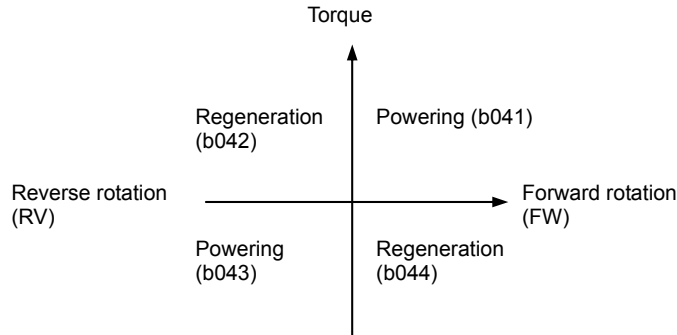 Torque
Regeneration
(b042)
Powering (b041)
Reverse rotation
(RV)
Forward rotation
(FW)
Powering
(b043)
Regeneration
(b044)